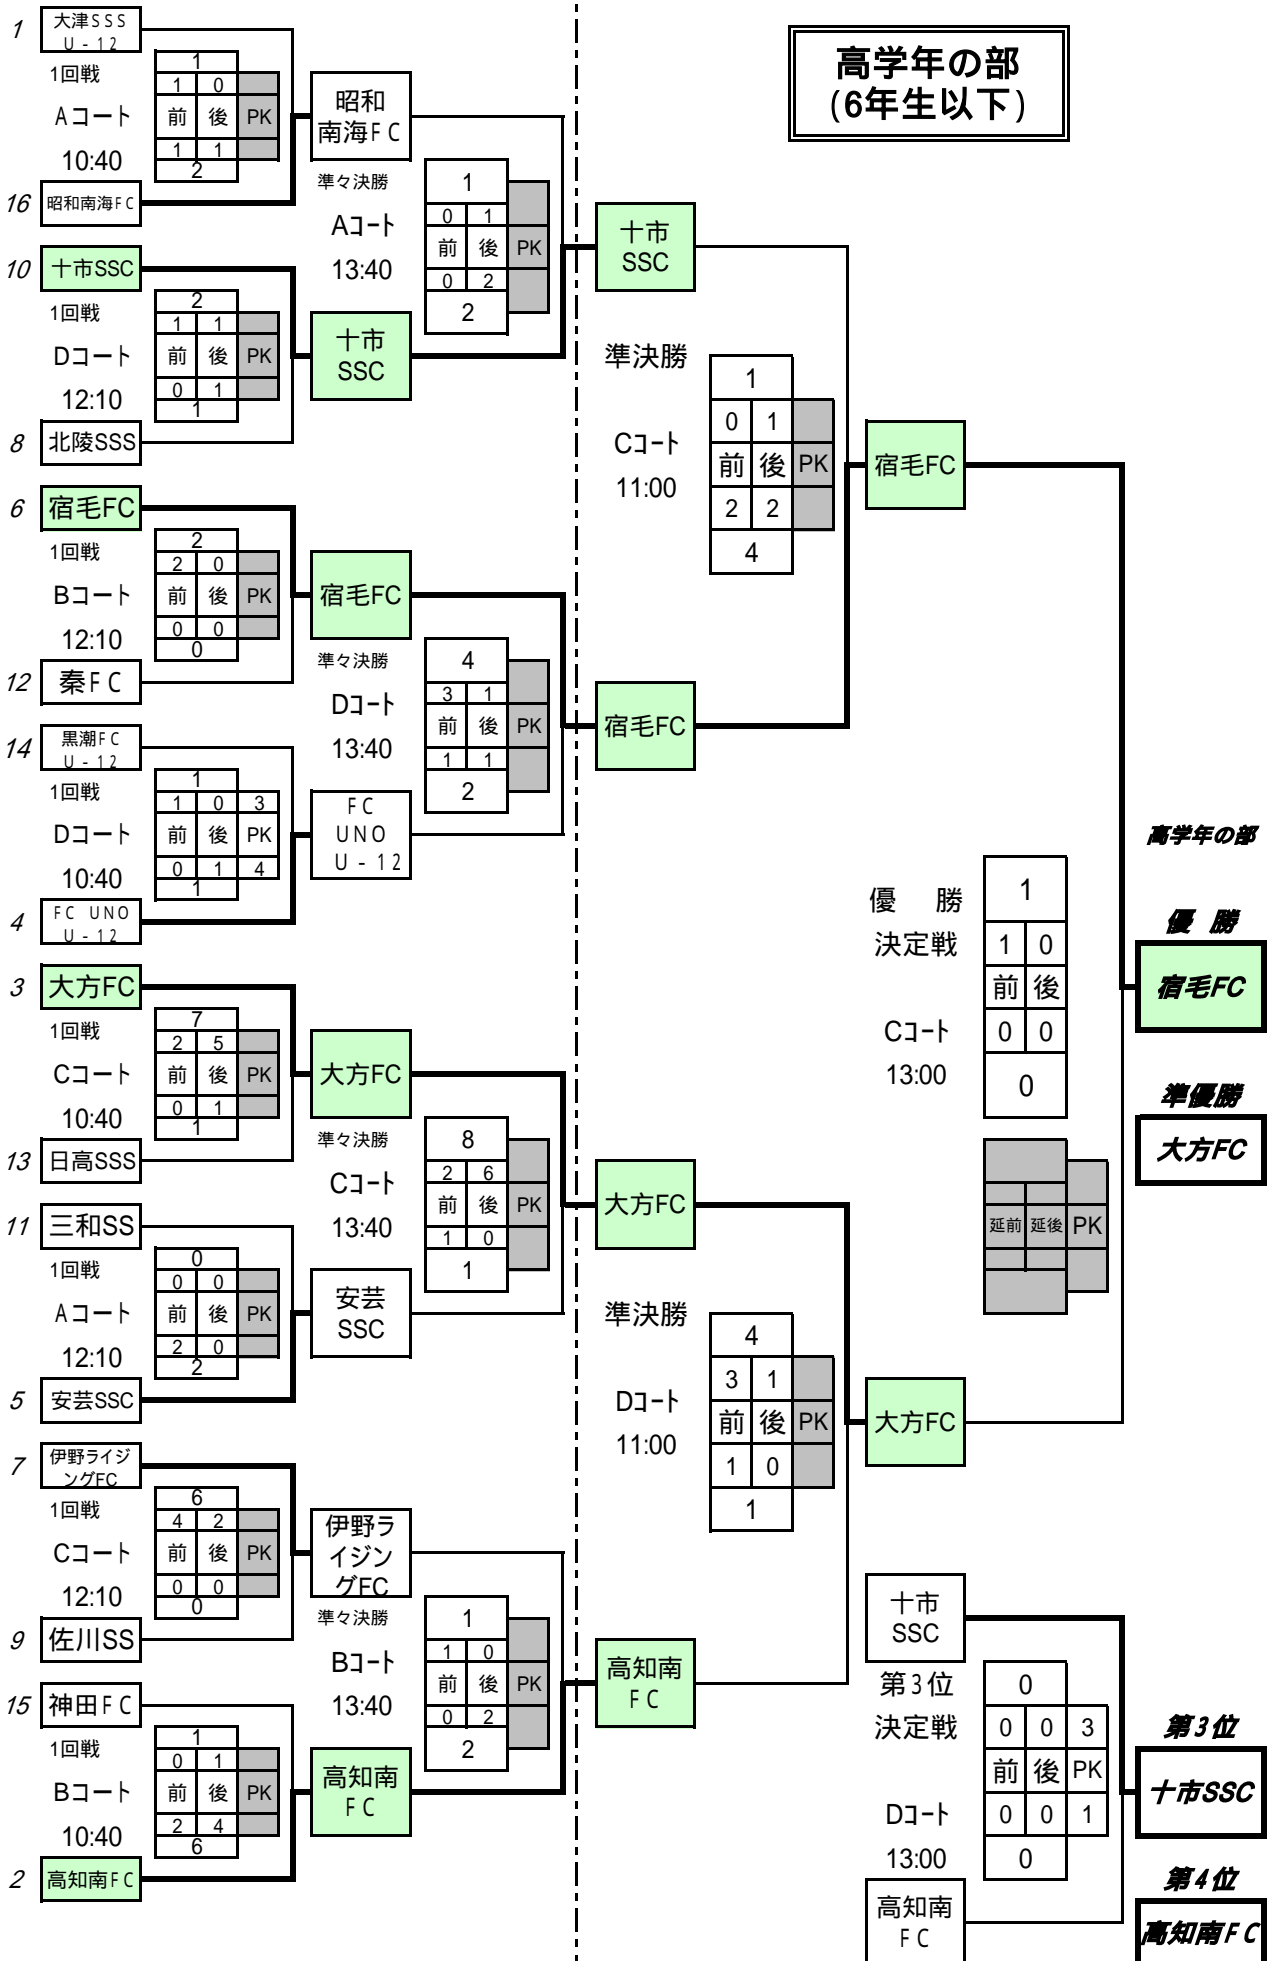 高学年の部
(6年生以下)
1
大津SSS
U-12
1回戦
Aコート
10:40
1
1 0
前 後 PK
1 1
2
16
昭和南海FC
昭和
南海FC
10
十市SSC
1回戦
Dコート
12:10
2
1 1
前 後 PK
0 1
1
8
北陵SSS
十市
SSC
準々決勝
Aコート
13:40
1
0 1
前 後 PK
0 2
2
6
宿毛FC
1回戦
Bコート
12:10
2
2 0
前 後 PK
0 0
0
12
秦FC
宿毛FC
14
黒潮FC
U-12
1回戦
Dコート
10:40
1
1 0 3
前 後 PK
0 1 4
1
4
FC UNO
U-12
FC
UNO
U-12
準々決勝
Dコート
13:40
4
3 1
前 後 PK
1 1
2
3
大方FC
1回戦
Cコート
10:40
7
2 5
前 後 PK
0 1
1
13
日高SSS
大方FC
11
三和SS
1回戦
Aコート
12:10
0
0 0
前 後 PK
2 0
2
5
安芸SSC
安芸
SSC
準々決勝
Cコート
13:40
8
2 6
前 後 PK
1 0
1
7
伊野ライジ
ングFC
1回戦
Cコート
12:10
6
4 2
前 後 PK
0 0
0
9
佐川SS
伊野ラ
イジン
グFC
15
神田FC
1回戦
Bコート
10:40
1
0 1
前 後 PK
2 4
6
2
高知南FC
高知南
FC
準々決勝
Bコート
13:40
1
1 0
前 後 PK
0 2
2
十市
SSC
準決勝
Cコート
11:00
1
0 1
前 後 PK
2 2
4
宿毛FC
宿毛FC
大方FC
準決勝
Dコート
11:00
4
3 1
前 後 PK
1 0
1
高知南
FC
大方FC
優 勝
決定戦
Cコート
13:00
1
1 0
前 後
0 0
0
延前 延後 PK
高学年の部
優 勝
宿毛FC
準優勝
大方FC
十市
SSC
第3位
決定戦
Dコート
13:00
0
0 0 3
前 後 PK
0 0 1
0
高知南
FC
第3位
十市SSC
第4位
高知南FC